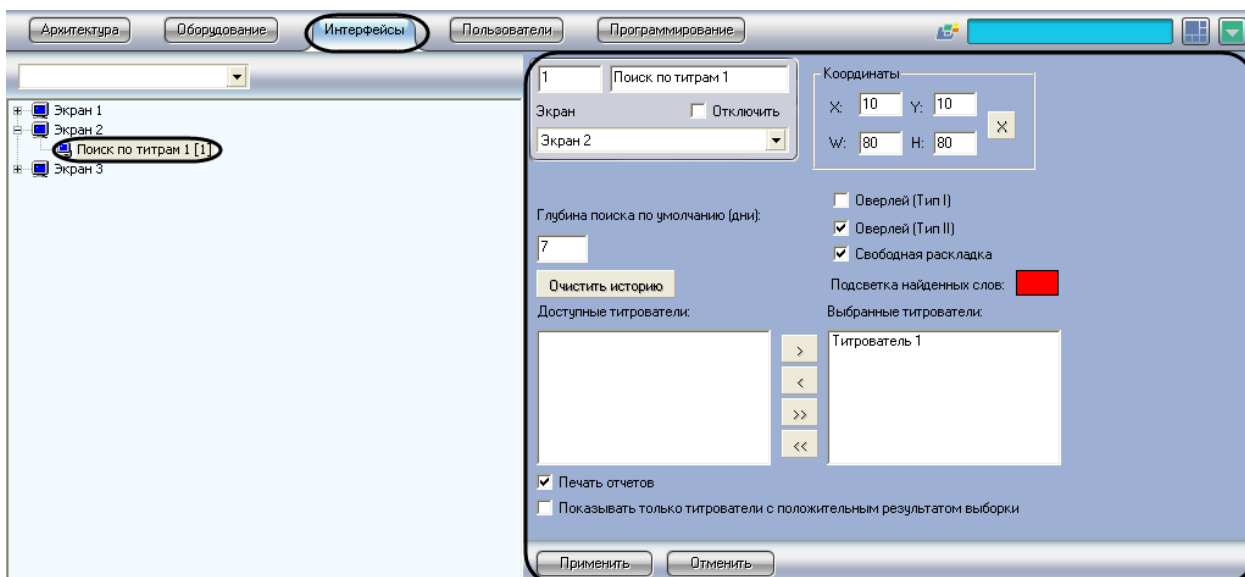 Архитектура Оборудование Интерфейсы Пользователи Программирование
Экран 1
Экран 2
Поиск по титрам 1 [1]
Экран 3
1 Поиск по титрам 1
Экран Отключить
Экран 2
Координаты
X: 10 Y: 10
X
W: 80 H: 80
Глубина поиска по умолчанию (дни):
7
Очистить историю
Оверлей (Тип I)
Оверлей (Тип II)
Свободная раскладка
Подсветка найденных слов:
Доступные титрователи:
Выбранные титрователи:
Титрователь 1
>
<
>>
<<
Печать отчетов
Показывать только титрователи с положительным результатом выборки
Применить Отменить